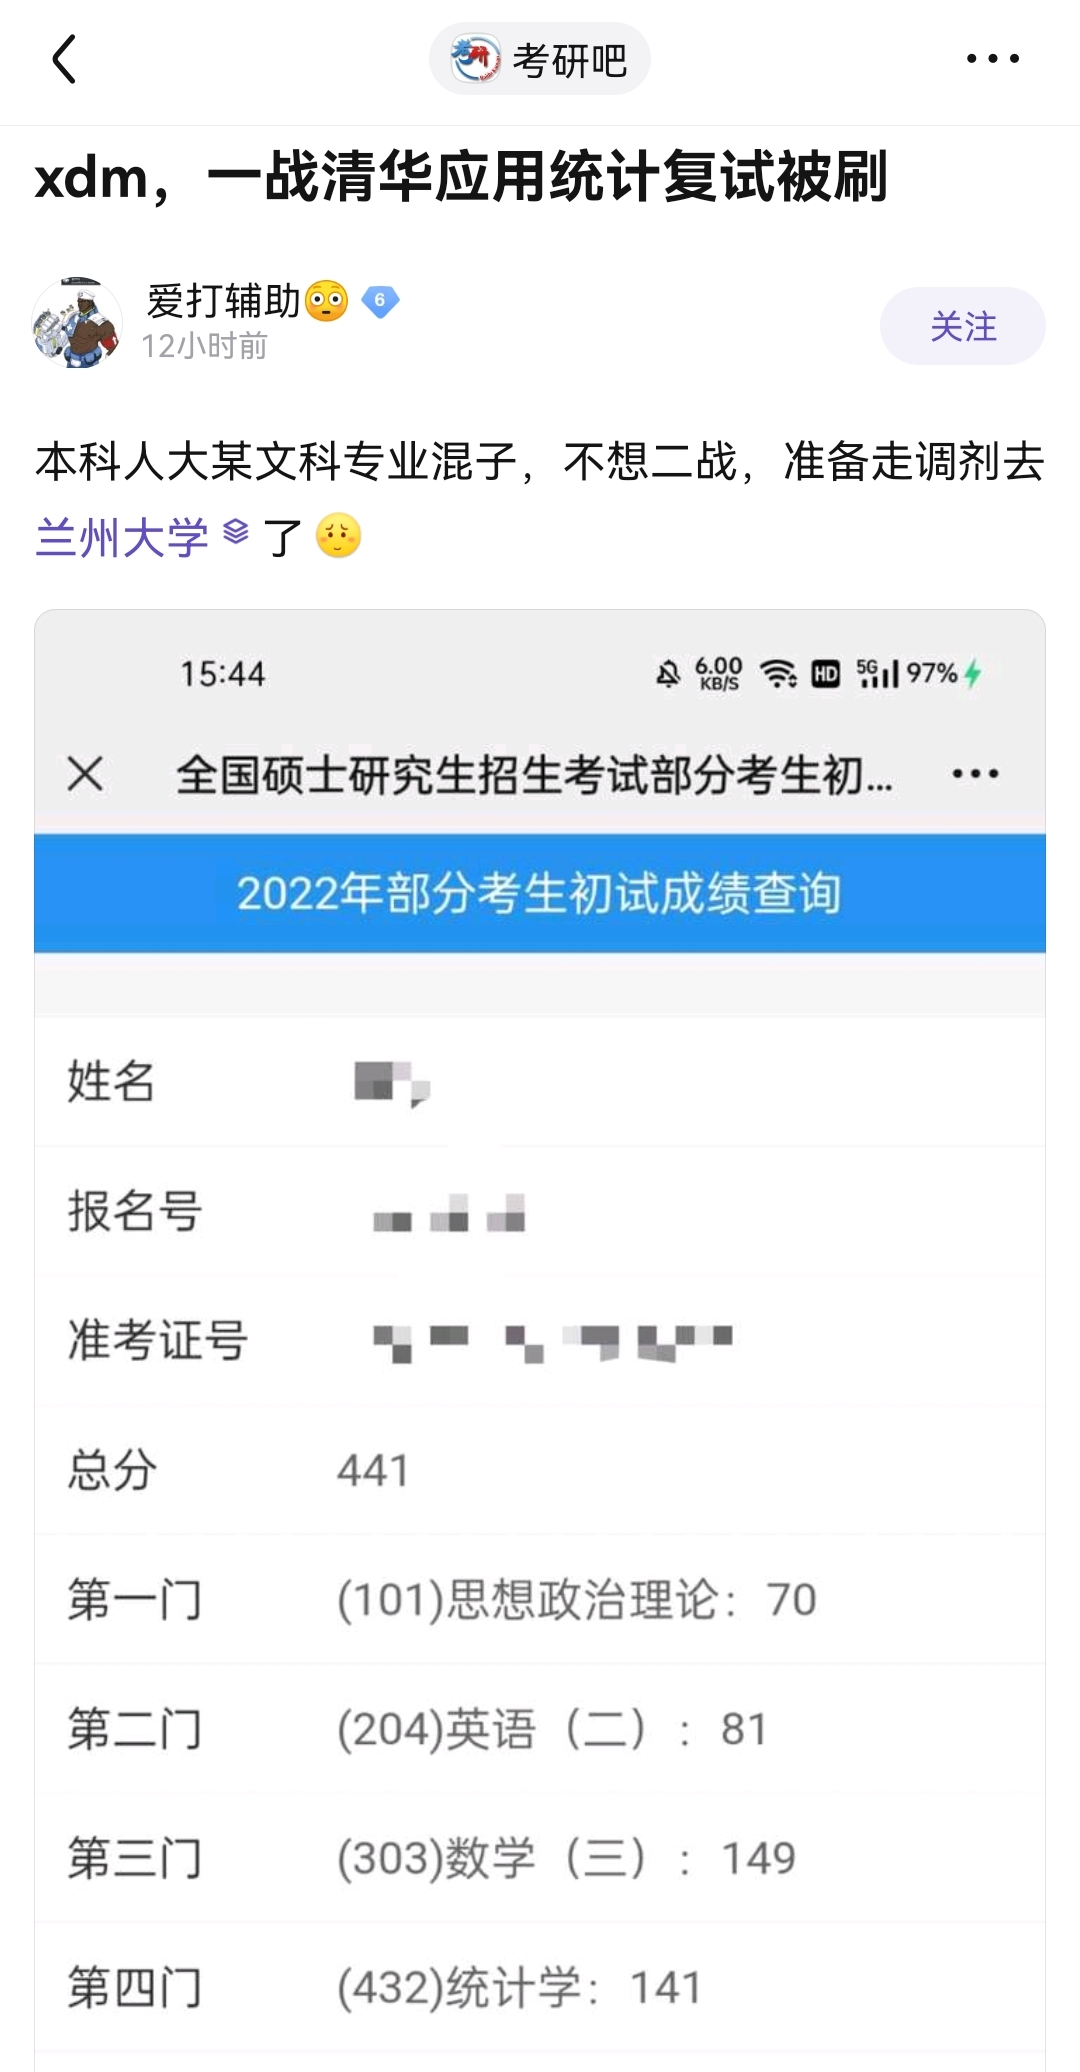 考研吧
xdm，一战清华应用统计复试被刷
爱打辅助😳 6
12小时前
关注
本科人大某文科专业混子，不想二战，准备走调剂去
兰州大学 了 😔
15:44
6.00 KB/S HD 5G 97%
全国硕士研究生招生考试部分考生初...
2022年部分考生初试成绩查询
姓名
报名号
准考证号
总分 441
第一门 (101)思想政治理论：70
第二门 (204)英语（二）：81
第三门 (303)数学（三）：149
第四门 (432)统计学：141